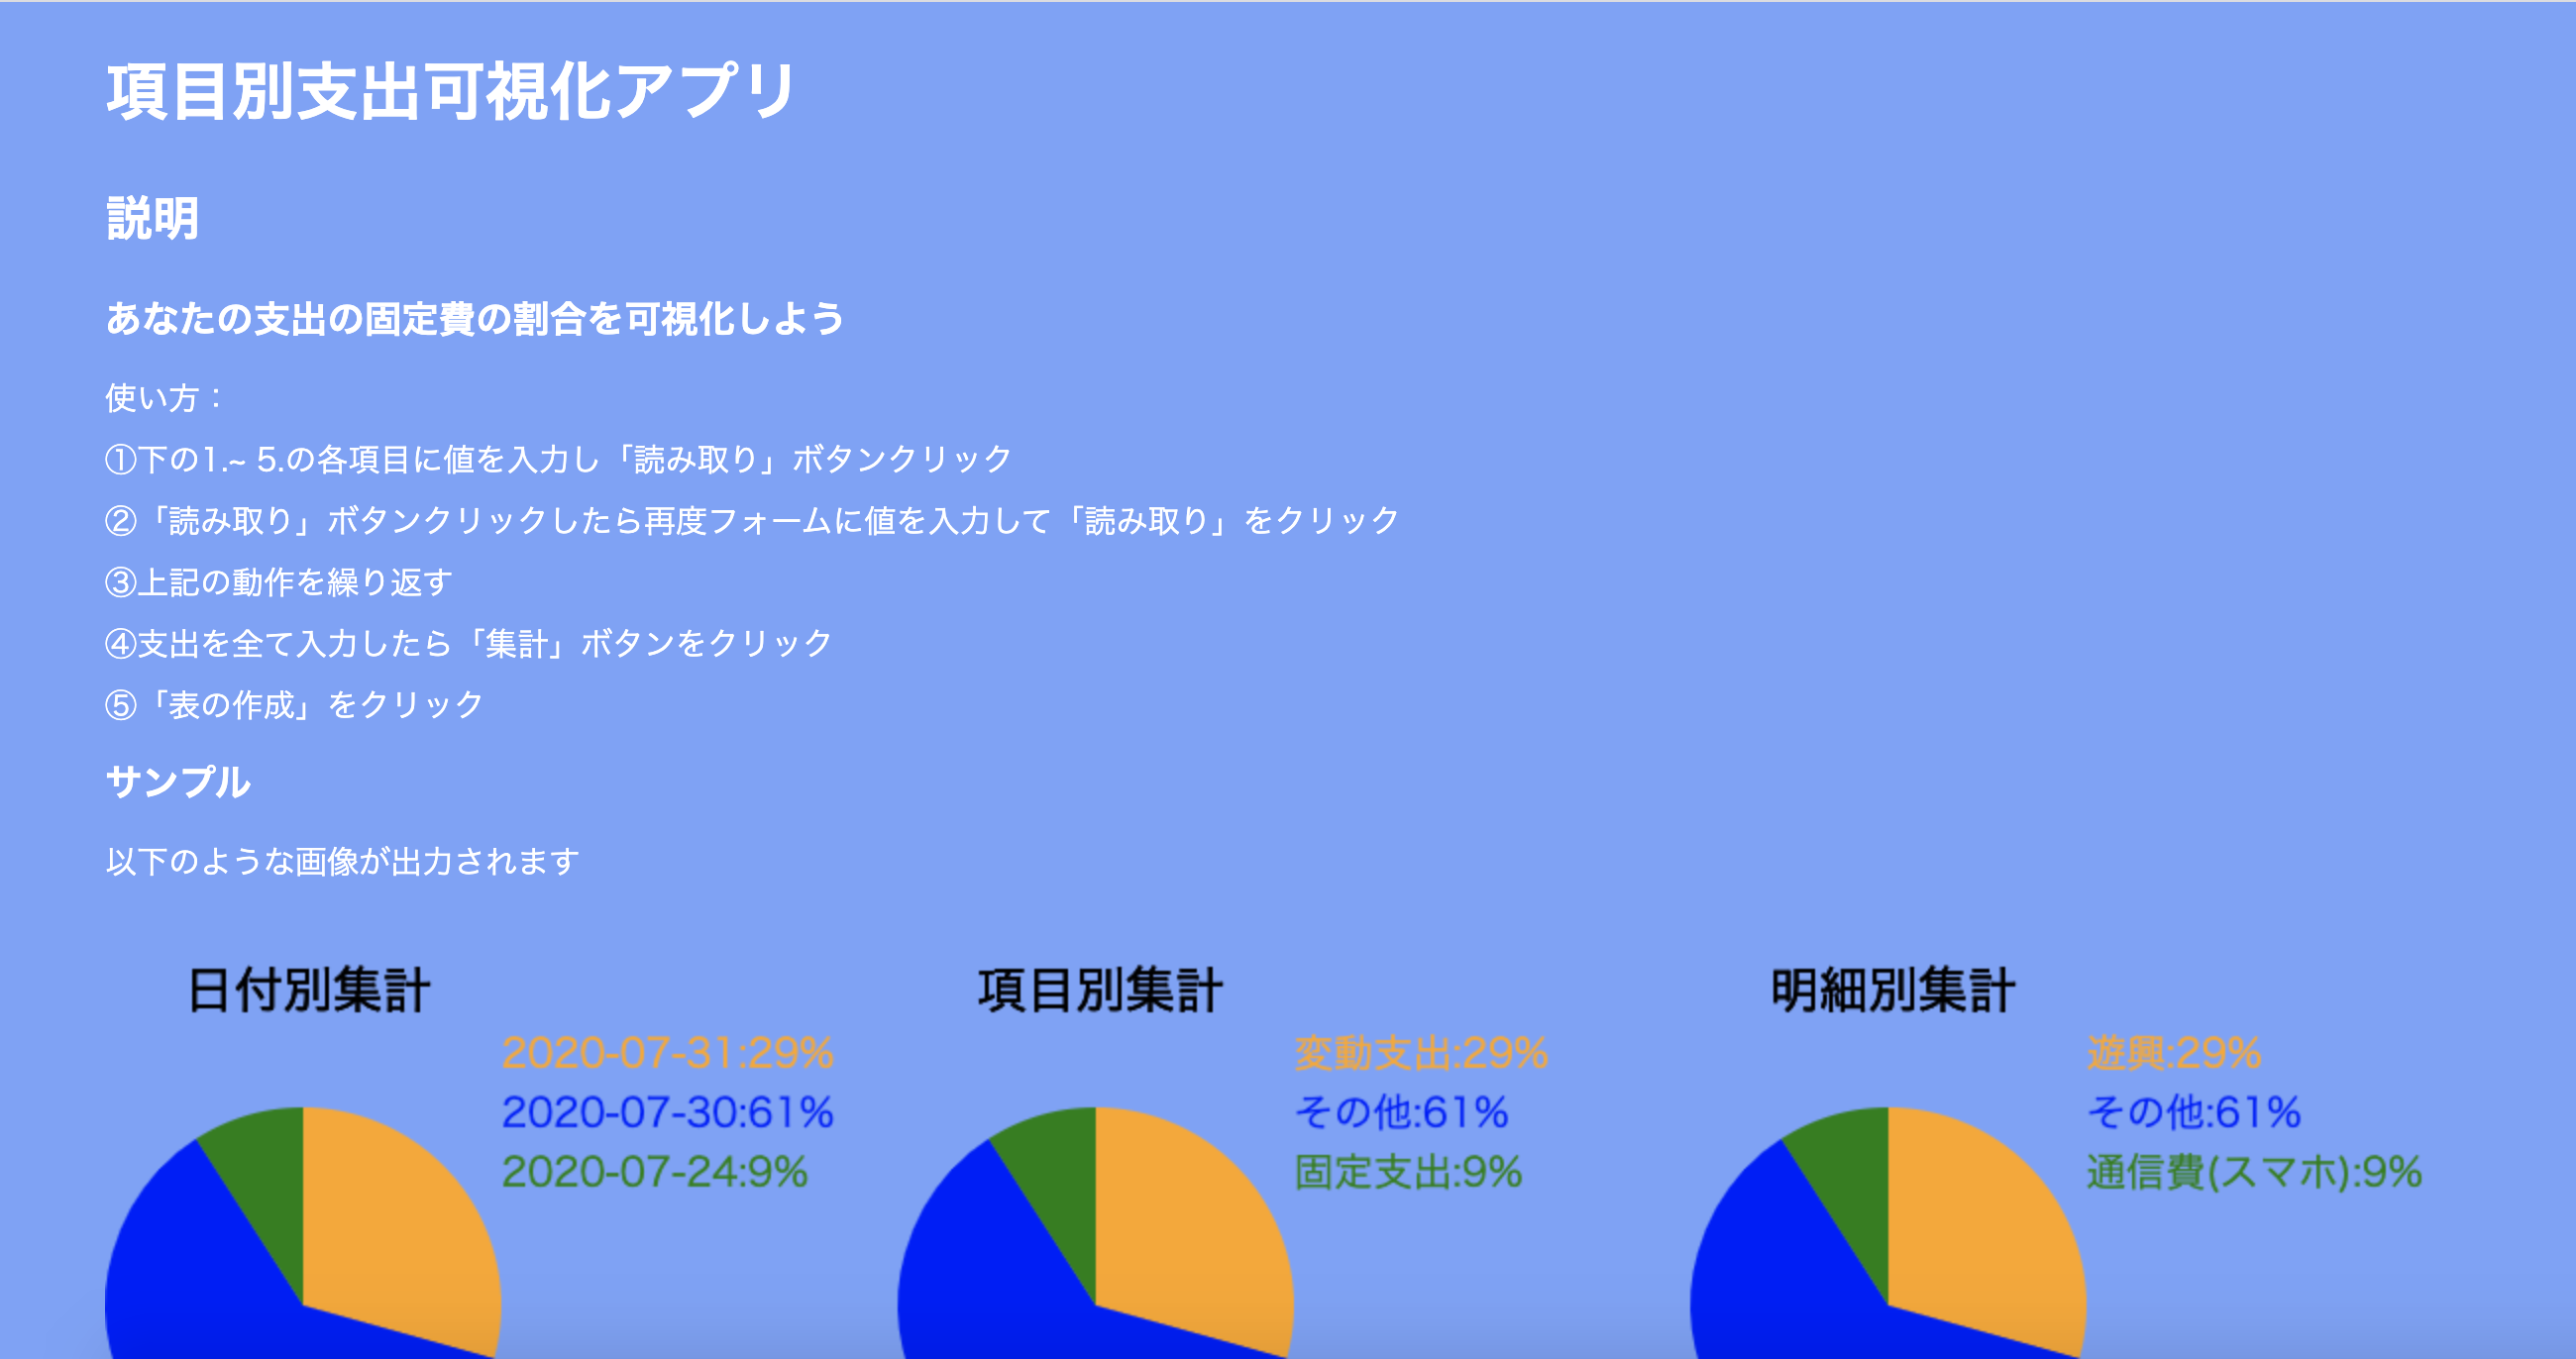 項目別支出可視化アプリ
説明
あなたの支出の固定費の割合を可視化しよう
使い方：
①下の1.~ 5.の各項目に値を入力し「読み取り」ボタンクリック
②「読み取り」ボタンクリックしたら再度フォームに値を入力して「読み取り」をクリック
③上記の動作を繰り返す
④支出を全て入力したら「集計」ボタンをクリック
⑤「表の作成」をクリック
サンプル
以下のような画像が出力されます
日付別集計
2020-07-31:29%
2020-07-30:61%
2020-07-24:9%
項目別集計
変動支出:29%
その他:61%
固定支出:9%
明細別集計
遊興:29%
その他:61%
通信費(スマホ):9%